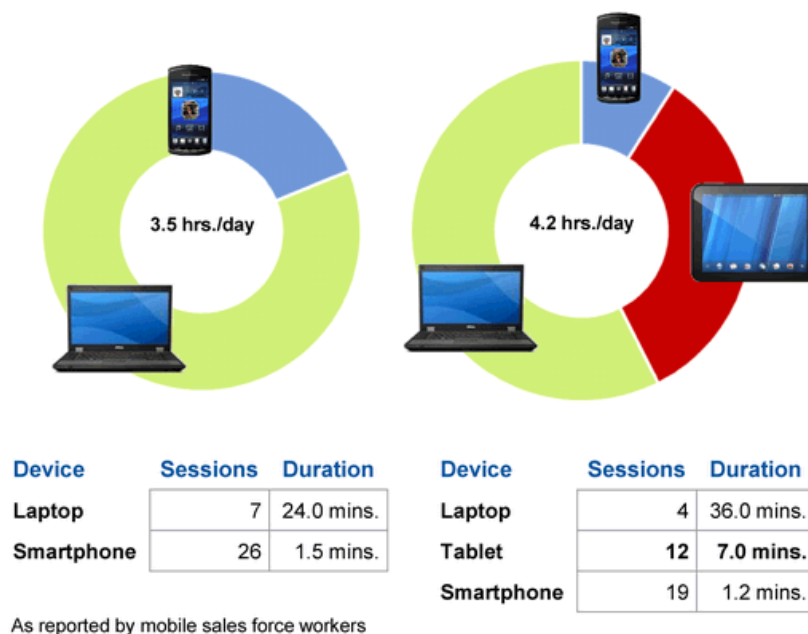 3.5 hrs./day
4.2 hrs./day
Device Sessions Duration
Laptop 7 24.0 mins.
Smartphone 26 1.5 mins.
As reported by mobile sales force workers
Device Sessions Duration
Laptop 4 36.0 mins.
Tablet 12 7.0 mins.
Smartphone 19 1.2 mins.